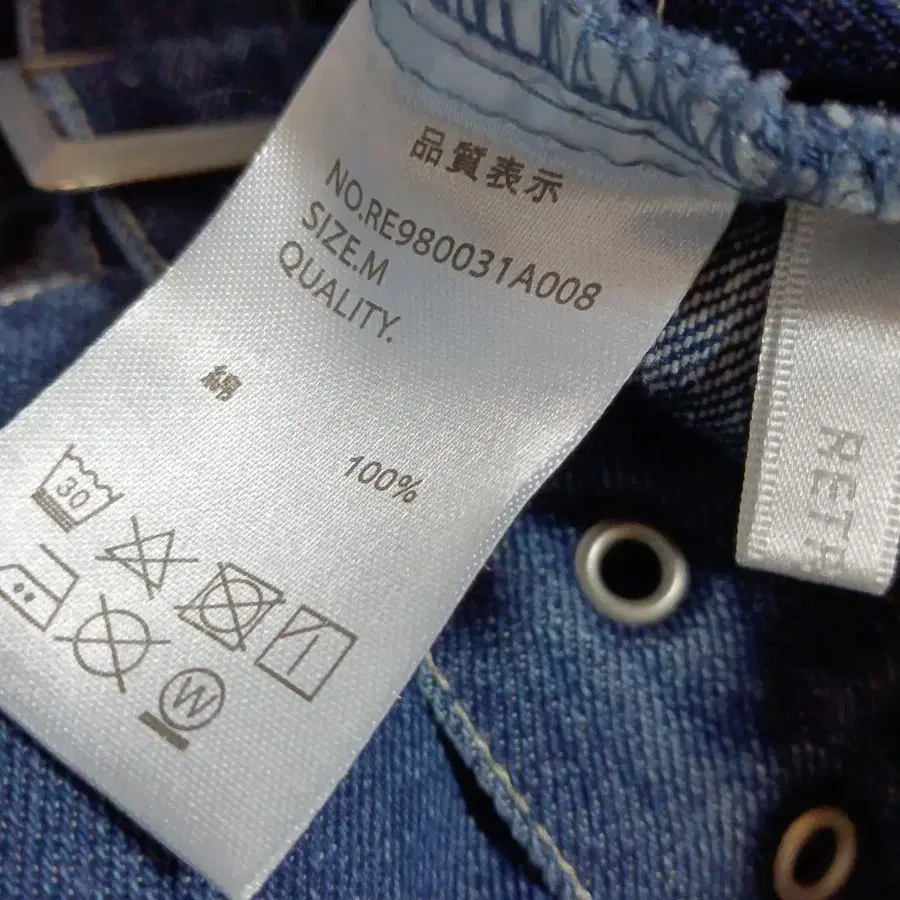 品質表示
NO.RE980031A008
SIZE.M
QUALITY.
綿
100%
30
W
RET